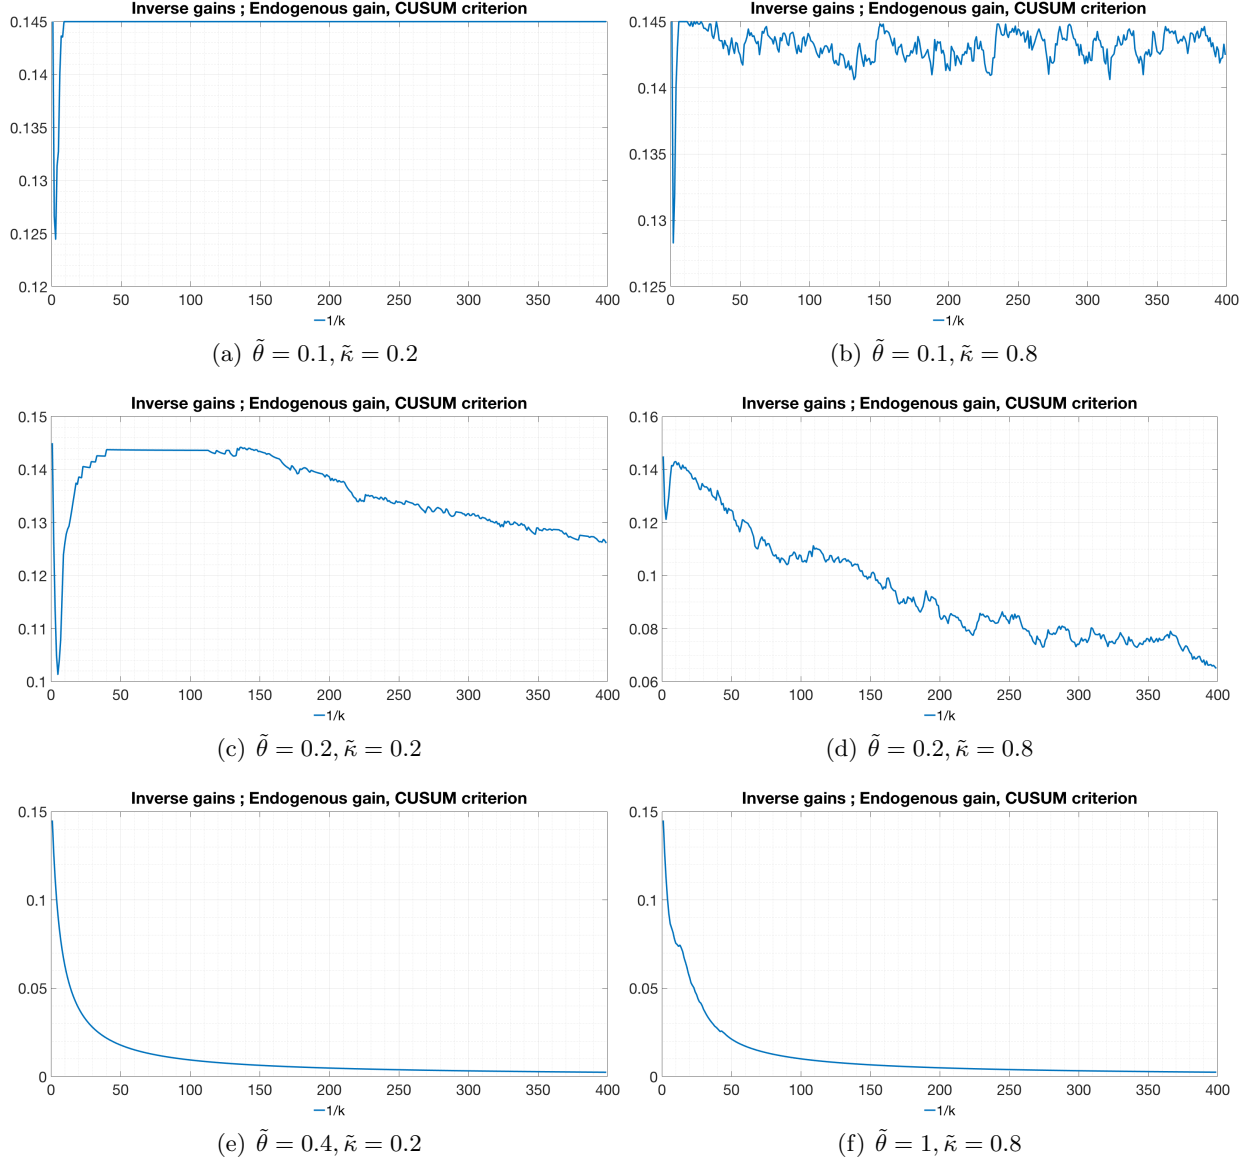 Inverse gains ; Endogenous gain, CUSUM criterion
0.145
0.14
0.135
0.13
0.125
0.12
0 50 100 150 200 250 300 350 400
1/k
(a) θ̃ = 0.1, κ̃ = 0.2
Inverse gains ; Endogenous gain, CUSUM criterion
0.145
0.14
0.135
0.13
0.125
0 50 100 150 200 250 300 350 400
1/k
(b) θ̃ = 0.1, κ̃ = 0.8
Inverse gains ; Endogenous gain, CUSUM criterion
0.15
0.14
0.13
0.12
0.11
0.1
0 50 100 150 200 250 300 350 400
1/k
(c) θ̃ = 0.2, κ̃ = 0.2
Inverse gains ; Endogenous gain, CUSUM criterion
0.16
0.14
0.12
0.1
0.08
0.06
0 50 100 150 200 250 300 350 400
1/k
(d) θ̃ = 0.2, κ̃ = 0.8
Inverse gains ; Endogenous gain, CUSUM criterion
0.15
0.1
0.05
0
0 50 100 150 200 250 300 350 400
1/k
(e) θ̃ = 0.4, κ̃ = 0.2
Inverse gains ; Endogenous gain, CUSUM criterion
0.15
0.1
0.05
0
0 50 100 150 200 250 300 350 400
1/k
(f) θ̃ = 1, κ̃ = 0.8